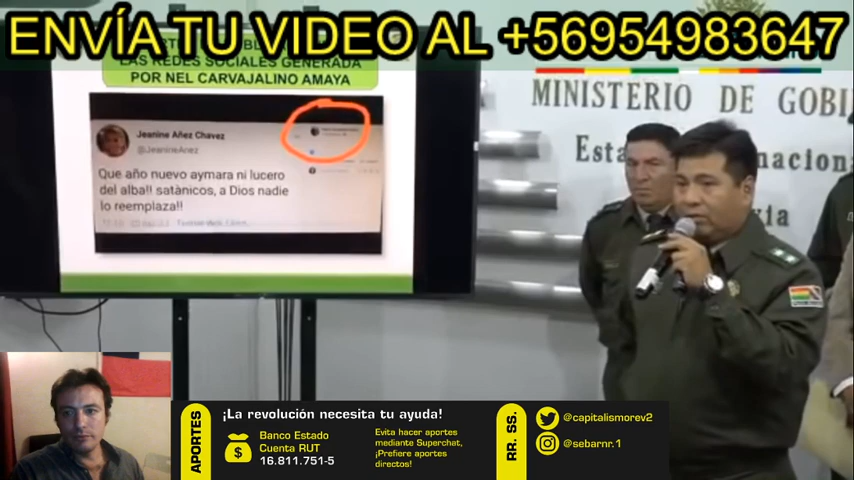 ENVÍA TU VIDEO AL +56954983647
LAS REDES SOCIALES GENERADA
POR NEL CARVAJALINO AMAYA
Jeanine Añez Chavez
@JeanineAnez
Que año nuevo aymara ni lucero
del alba!! satànicos, a Dios nadie
lo reemplaza!!
MINISTERIO DE GOBI
Esta
naciona
via
APORTES
¡La revolución necesita tu ayuda!
Banco Estado
Cuenta RUT
16.811.751-5
Evita hacer aportes
mediante Superchat,
¡Prefiere aportes
directos!
RR. SS.
@capitalismorev2
@sebarnr.1